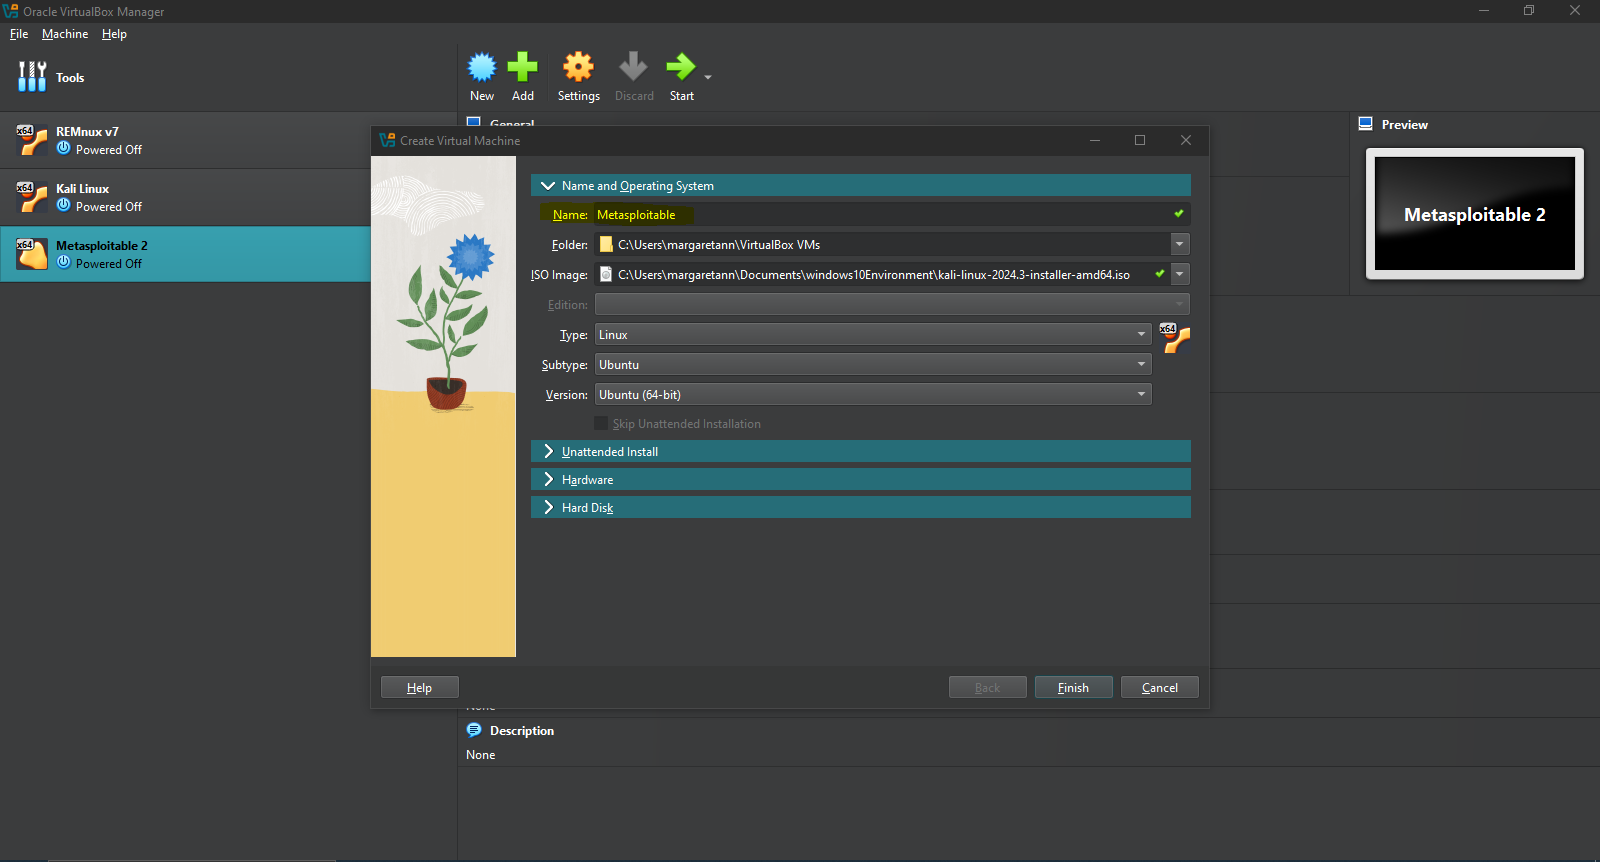 Oracle VirtualBox Manager
File Machine Help
Tools
New Add Settings Discard Start
x64 REMnux v7
Powered Off
x64 Kali Linux
Powered Off
x64 Metasploitable 2
Powered Off
General
Preview
Metasploitable 2
Create Virtual Machine
Name and Operating System
Name: Metasploitable
Folder: C:\Users\margaretann\VirtualBox VMs
ISO Image: C:\Users\margaretann\Documents\windows10Environment\kali-linux-2024.3-installer-amd64.iso
Edition:
Type: Linux
x64
Subtype: Ubuntu
Version: Ubuntu (64-bit)
Skip Unattended Installation
Unattended Install
Hardware
Hard Disk
Help Back Finish Cancel
None
Description
None